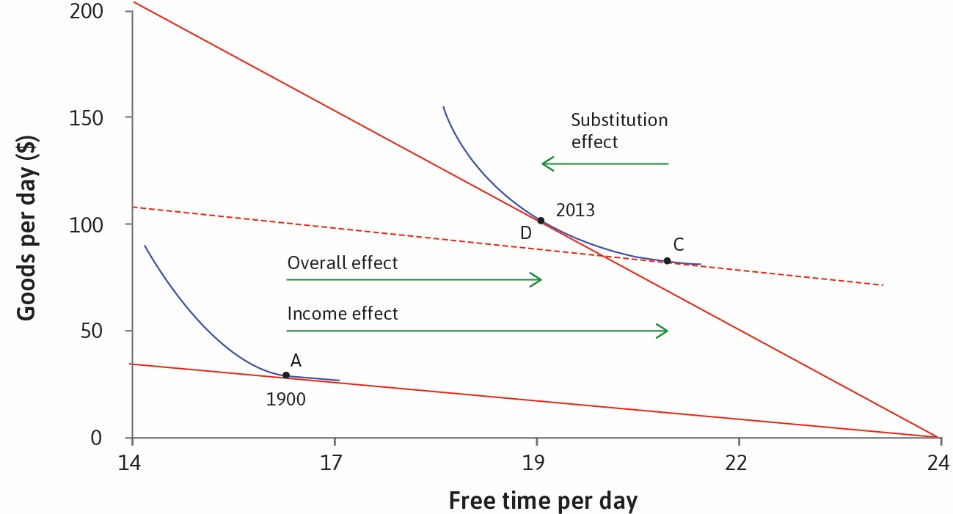 200
150
100
50
0
Goods per day ($)
Substitution
effect
2013
D
C
Overall effect
Income effect
A
1900
14
17
19
22
24
Free time per day